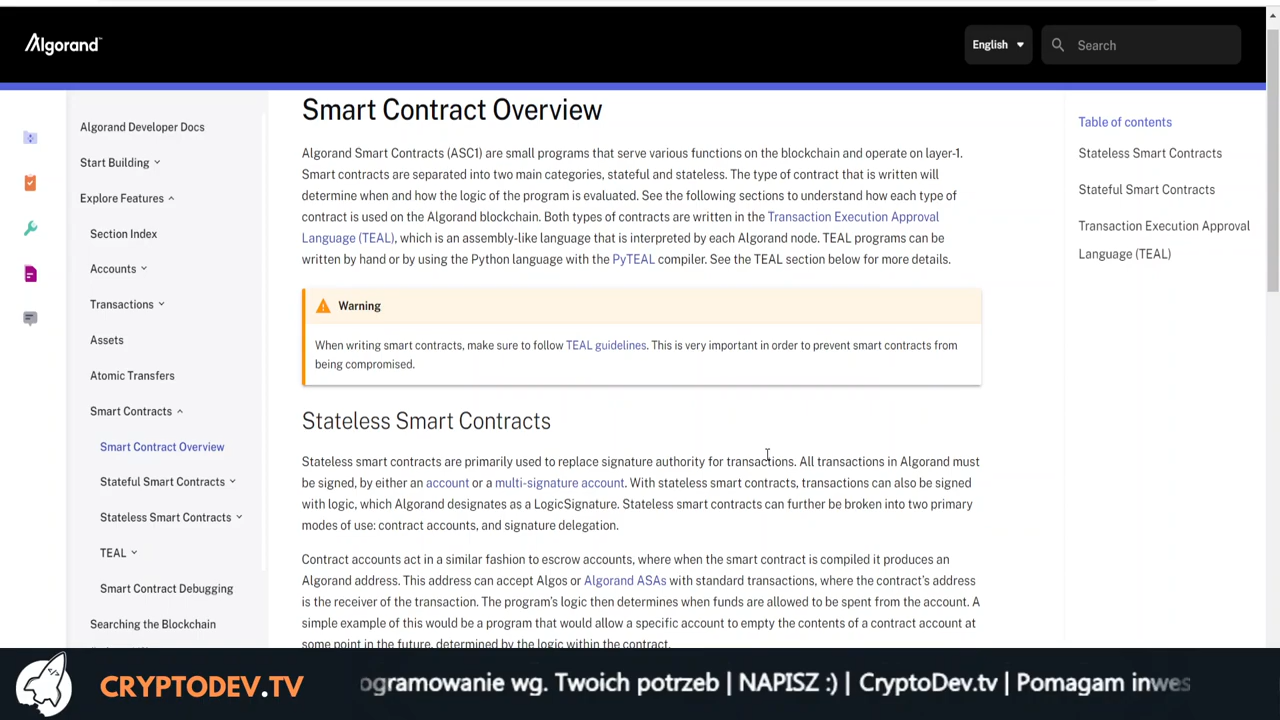 Algorand
English
Search
Algorand Developer Docs
Start Building
Explore Features
Section Index
Accounts
Transactions
Assets
Atomic Transfers
Smart Contracts
Smart Contract Overview
Stateful Smart Contracts
Stateless Smart Contracts
TEAL
Smart Contract Debugging
Searching the Blockchain
Smart Contract Overview
Algorand Smart Contracts (ASC1) are small programs that serve various functions on the blockchain and operate on layer-1.
Smart contracts are separated into two main categories, stateful and stateless. The type of contract that is written will
determine when and how the logic of the program is evaluated. See the following sections to understand how each type of
contract is used on the Algorand blockchain. Both types of contracts are written in the Transaction Execution Approval
Language (TEAL), which is an assembly-like language that is interpreted by each Algorand node. TEAL programs can be
written by hand or by using the Python language with the PyTEAL compiler. See the TEAL section below for more details.
Warning
When writing smart contracts, make sure to follow TEAL guidelines. This is very important in order to prevent smart contracts from
being compromised.
Stateless Smart Contracts
Stateless smart contracts are primarily used to replace signature authority for transactions. All transactions in Algorand must
be signed, by either an account or a multi-signature account. With stateless smart contracts, transactions can also be signed
with logic, which Algorand designates as a LogicSignature. Stateless smart contracts can further be broken into two primary
modes of use: contract accounts, and signature delegation.
Contract accounts act in a similar fashion to escrow accounts, where when the smart contract is compiled it produces an
Algorand address. This address can accept Algos or Algorand ASAs with standard transactions, where the contract's address
is the receiver of the transaction. The program's logic then determines when funds are allowed to be spent from the account. A
simple example of this would be a program that would allow a specific account to empty the contents of a contract account at
some point in the future, determined by the logic within the contract.
Table of contents
Stateless Smart Contracts
Stateful Smart Contracts
Transaction Execution Approval
Language (TEAL)
CRYPTODEV.TV
ogramowanie wg. Twoich potrzeb | NAPISZ :) | CryptoDev.tv | Pomagam inwes